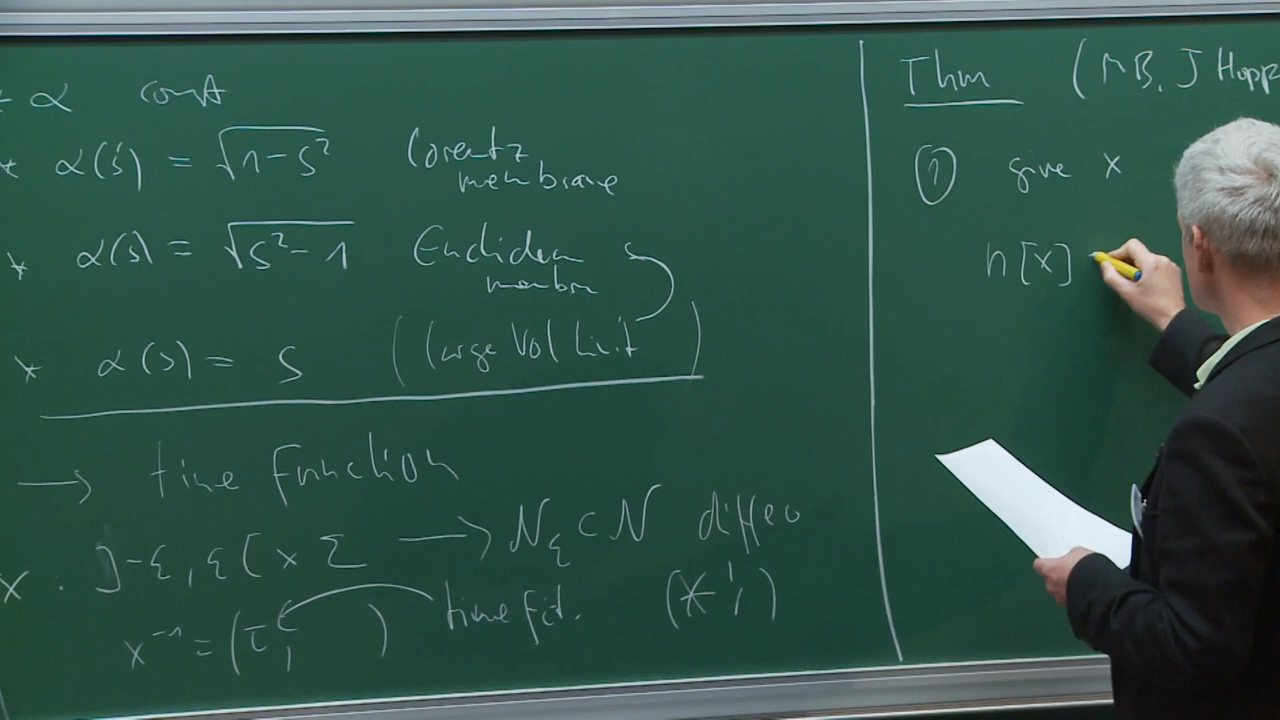 α const
* α(ṡ) = √1-s² Lorentz
membrane
* α(s) = √s²-1 Euclidean
membr
* α(s) = s (large Vol Limit)
→ time function
x : ]-ε,ε[ x Σ → N_ε ⊂ N diffeo
x⁻¹ = (τ, ) time fct. (*')
Thm (MB, J Hopp
① give x
n[x]